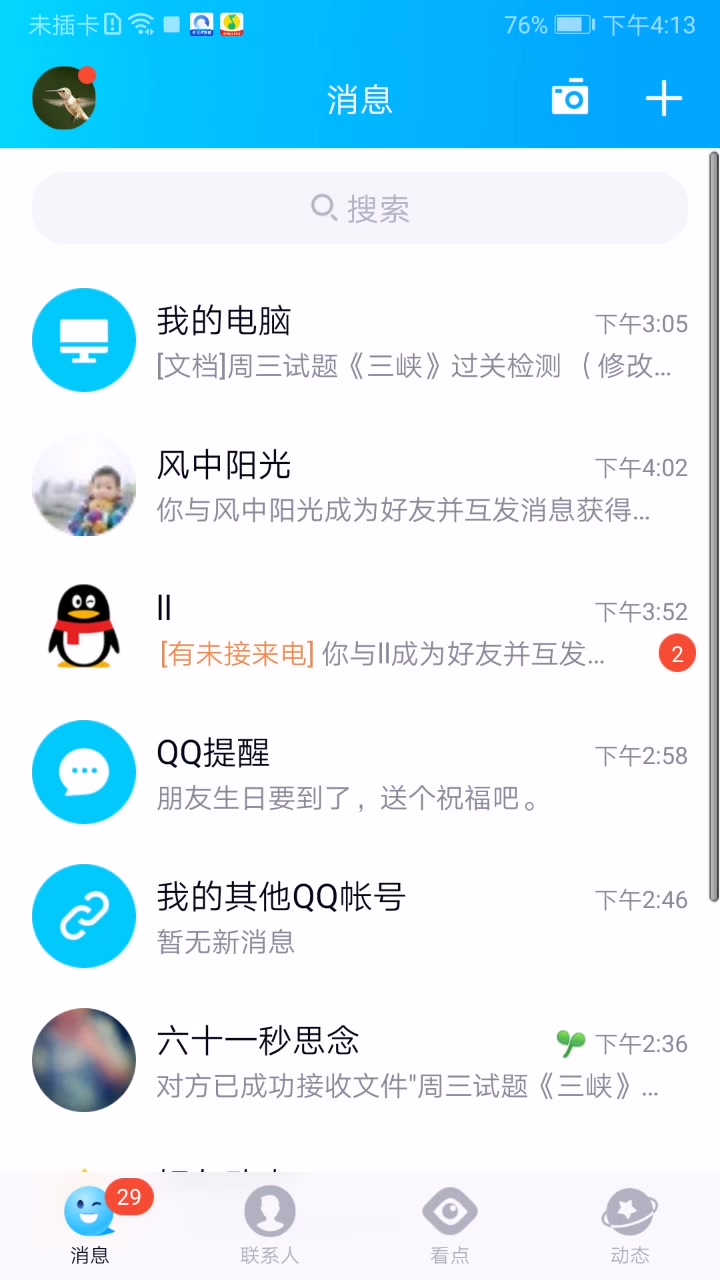 未插卡 76% 下午4:13
消息
搜索
我的电脑 下午3:05
[文档]周三试题《三峡》过关检测 （修改...
风中阳光 下午4:02
你与风中阳光成为好友并互发消息获得...
ll 下午3:52
[有未接来电] 你与ll成为好友并互发... 2
QQ提醒 下午2:58
朋友生日要到了，送个祝福吧。
我的其他QQ帐号 下午2:46
暂无新消息
六十一秒思念 下午2:36
对方已成功接收文件"周三试题《三峡》...
29
消息 联系人 看点 动态